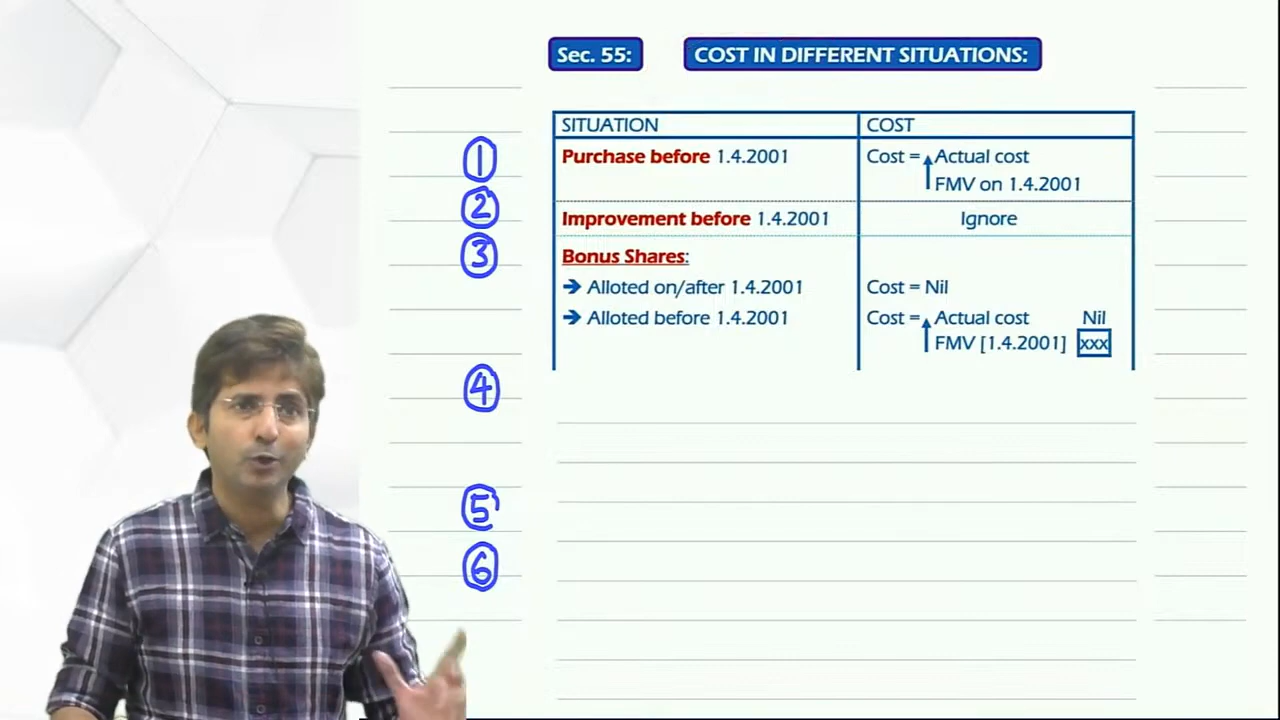 Sec. 55: COST IN DIFFERENT SITUATIONS:
SITUATION COST
① Purchase before 1.4.2001 Cost = Actual cost
FMV on 1.4.2001
② Improvement before 1.4.2001 Ignore
③ Bonus Shares:
➔ Alloted on/after 1.4.2001 Cost = Nil
➔ Alloted before 1.4.2001 Cost = Actual cost Nil
FMV [1.4.2001] xxx
④
⑤
⑥